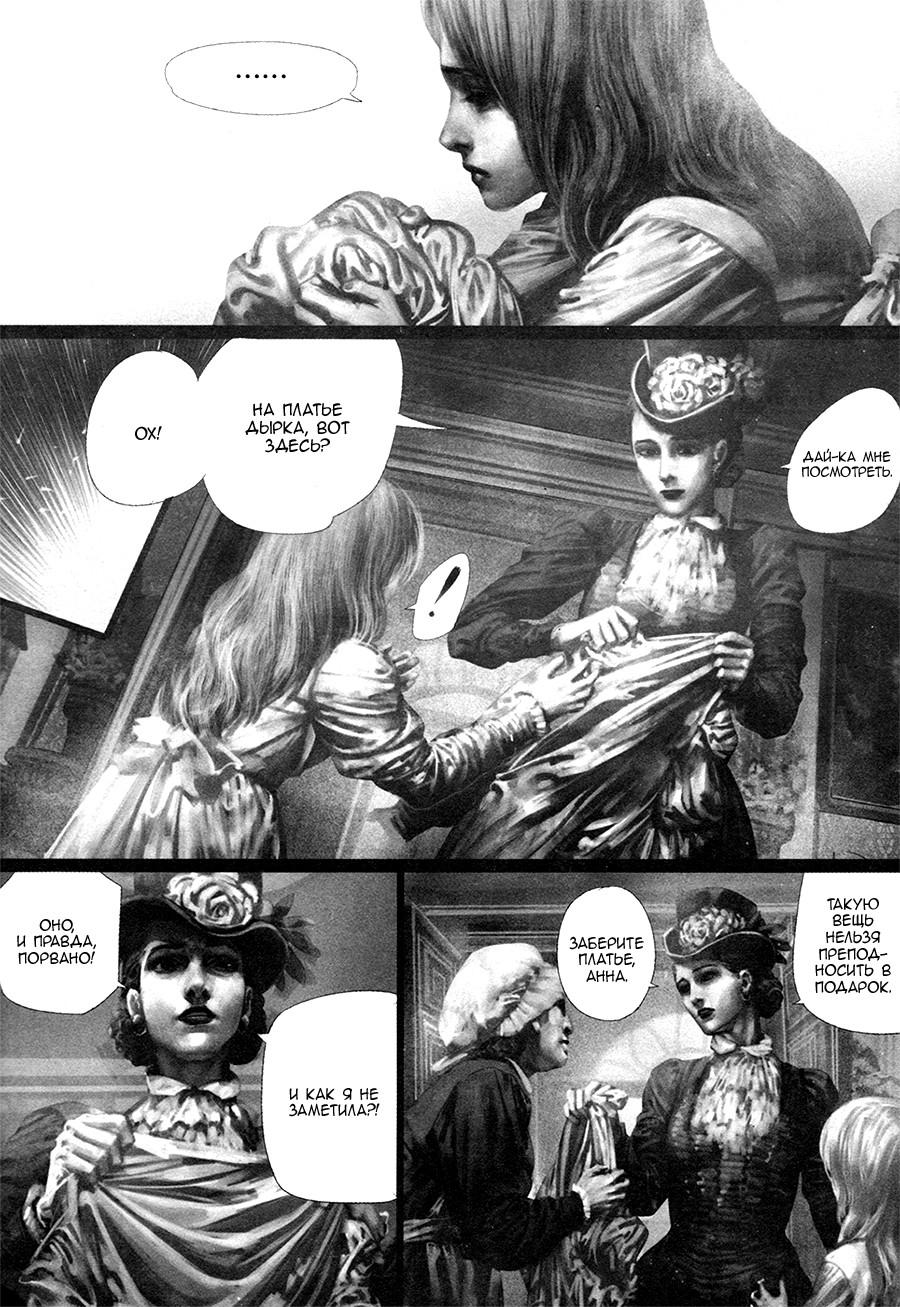 ......
ОХ!
НА ПЛАТЬЕ
ДЫРКА, ВОТ
ЗДЕСЬ?
ДАЙ-КА МНЕ
ПОСМОТРЕТЬ.
!
ОНО,
И ПРАВДА,
ПОРВАНО!
И КАК Я НЕ
ЗАМЕТИЛА?!
ЗАБЕРИТЕ
ПЛАТЬЕ,
АННА.
ТАКУЮ
ВЕЩЬ
НЕЛЬЗЯ
ПРЕПОД-
НОСИТЬ В
ПОДАРОК.